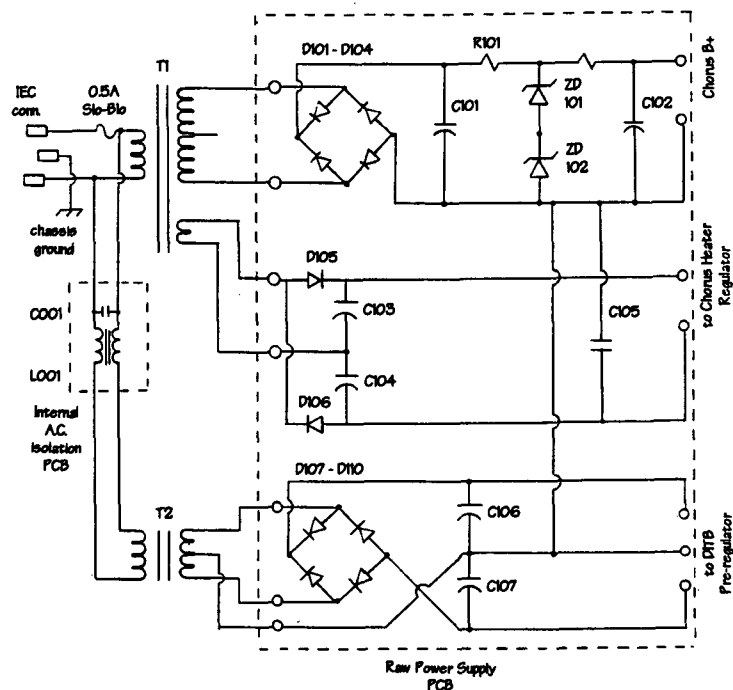 D101 - D104
R101
T1
IEC
conn.
0.5A
Slo-Blo
C101
ZD
101
ZD
102
C102
Chorus B+
chassis
ground
D105
C103
C104
D106
C105
to Chorus Heater
Regulator
C001
L001
Internal
A.C.
isolation
PCB
T2
D107 - D110
C106
C107
to DITB
Pre-regulator
Raw Power Supply
PCB